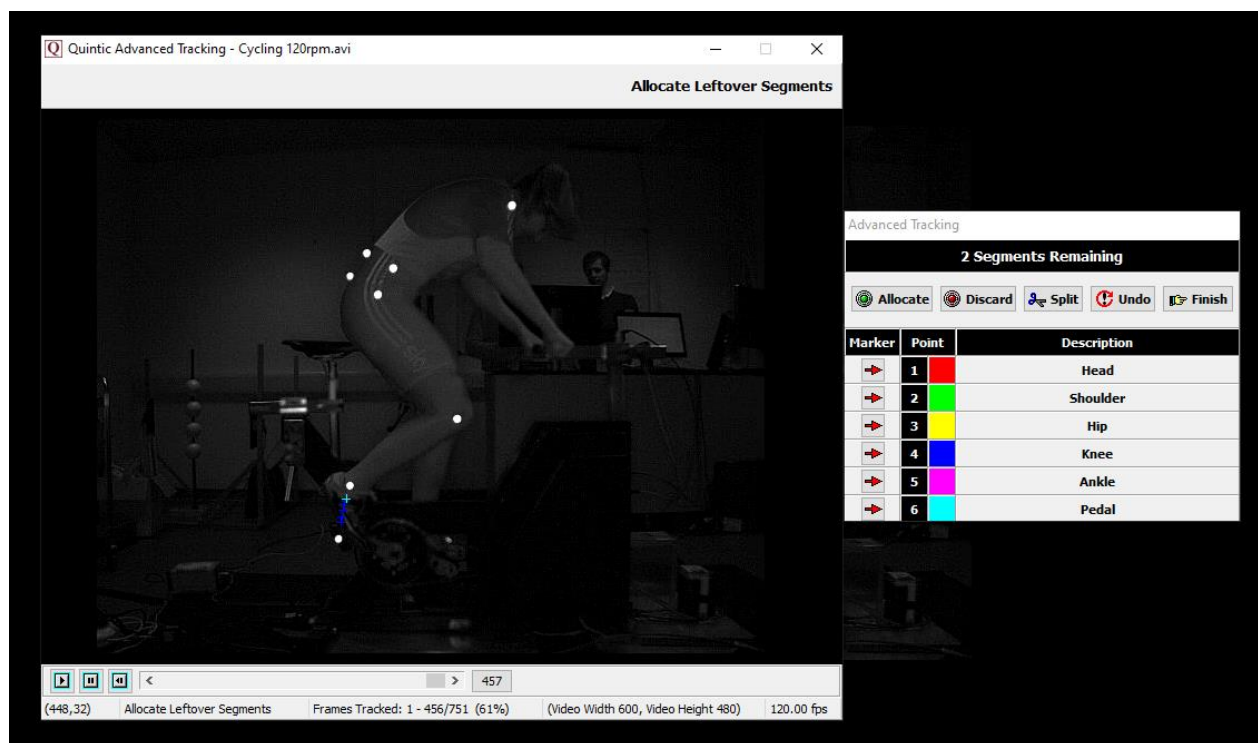 Quintic Advanced Tracking - Cycling 120rpm.avi
Allocate Leftover Segments
Advanced Tracking
2 Segments Remaining
Allocate Discard Split Undo Finish
Marker Point Description
1 Head
2 Shoulder
3 Hip
4 Knee
5 Ankle
6 Pedal
457
(448,32) Allocate Leftover Segments Frames Tracked: 1 - 456/751 (61%) (Video Width 600, Video Height 480) 120.00 fps